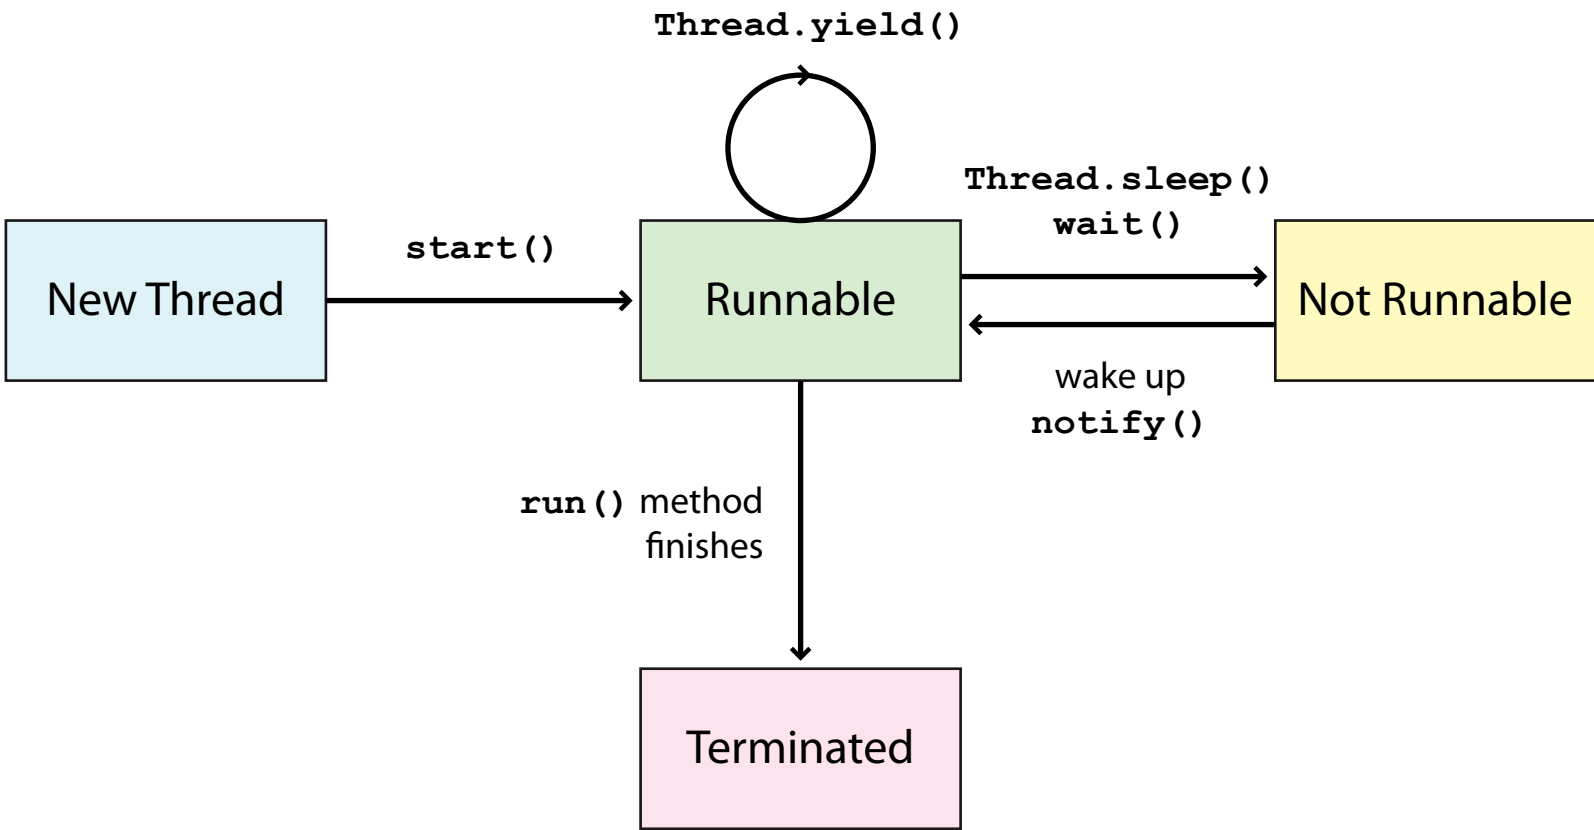 Thread.yield()
Thread.sleep()
wait()
start()
New Thread
Runnable
Not Runnable
wake up
notify()
run() method
finishes
Terminated